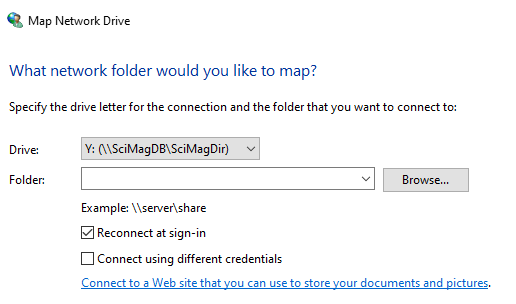 Map Network Drive
What network folder would you like to map?
Specify the drive letter for the connection and the folder that you want to connect to:
Drive: Y: (\\SciMagDB\SciMagDir)
Folder: Browse...
Example: \\server\share
Reconnect at sign-in
Connect using different credentials
Connect to a Web site that you can use to store your documents and pictures.